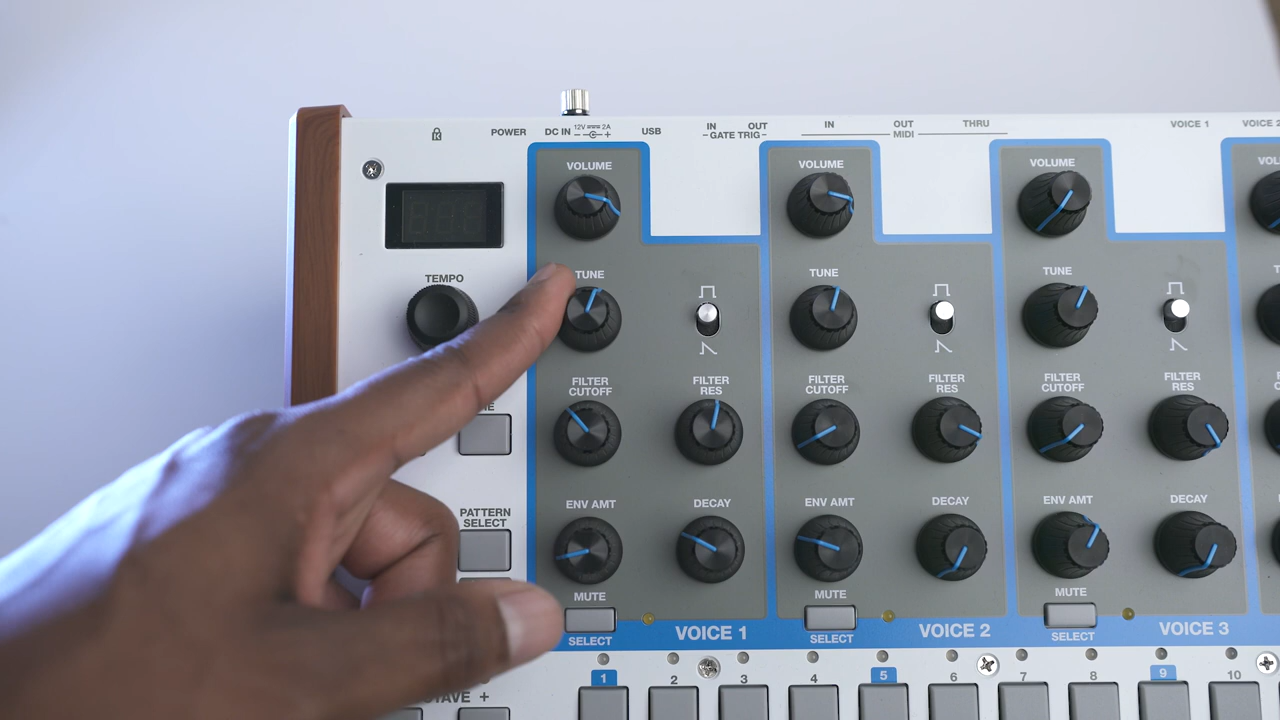 POWER
DC IN 12V 2A
USB
IN OUT
GATE TRIG
IN OUT THRU
MIDI
VOICE 1
VOICE 2
VOLUME
VOLUME
VOLUME
TEMPO
TUNE
TUNE
TUNE
FILTER CUTOFF
FILTER RES
FILTER CUTOFF
FILTER RES
FILTER CUTOFF
FILTER RES
PATTERN SELECT
ENV AMT
DECAY
ENV AMT
DECAY
ENV AMT
DECAY
MUTE
MUTE
MUTE
SELECT
VOICE 1
SELECT
VOICE 2
SELECT
VOICE 3
1 2 3 4 5 6 7 8 9 10
+